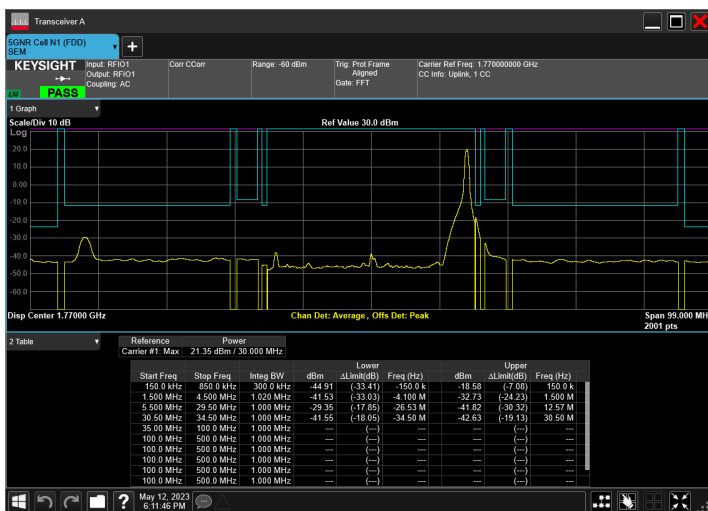 Transceiver A
5GNR Cell N1 (FDD)
SEM
KEYSIGHT
Input: RFIO1
Output: RFIO1
Coupling: AC
Corr CCorr
Range: -60 dBm
Trig: Prot Frame
Aligned
Gate: FFT
Carrier Ref Freq: 1.770000000 GHz
CC Info: Uplink, 1 CC
LXI PASS
1 Graph
Scale/Div 10 dB Ref Value 30.0 dBm
Log
20.0
10.0
0.00
-10.0
-20.0
-30.0
-40.0
-50.0
-60.0
Disp Center 1.77000 GHz Chan Det: Average, Offs Det: Peak Span 99.000 MH
2001 pts
2 Table
Reference Power
Carrier #1: Max 21.35 dBm / 30.000 MHz
Lower Upper
Start Freq Stop Freq Integ BW dBm ΔLimit(dB) Freq (Hz) dBm ΔLimit(dB) Freq (Hz)
150.0 kHz 850.0 kHz 300.0 kHz -44.91 (-33.41) -150.0 k -18.58 (-7.08) 150.0 k
1.500 MHz 4.500 MHz 1.020 MHz -41.53 (-33.03) -4.100 M -32.73 (-24.23) 1.500 M
5.500 MHz 29.50 MHz 1.000 MHz -29.35 (-17.85) -26.53 M -41.82 (-30.32) 12.57 M
30.50 MHz 34.50 MHz 1.000 MHz -41.55 (-18.05) -34.50 M -42.63 (-19.13) 30.50 M
35.00 MHz 100.0 MHz 1.000 MHz --- (---) --- --- (---) ---
100.0 MHz 500.0 MHz 1.000 MHz --- (---) --- --- (---) ---
100.0 MHz 500.0 MHz 1.000 MHz --- (---) --- --- (---) ---
100.0 MHz 500.0 MHz 1.000 MHz --- (---) --- --- (---) ---
100.0 MHz 500.0 MHz 1.000 MHz --- (---) --- --- (---) ---
100.0 MHz 500.0 MHz 1.000 MHz --- (---) --- --- (---) ---
May 12, 2023
6:11:46 PM